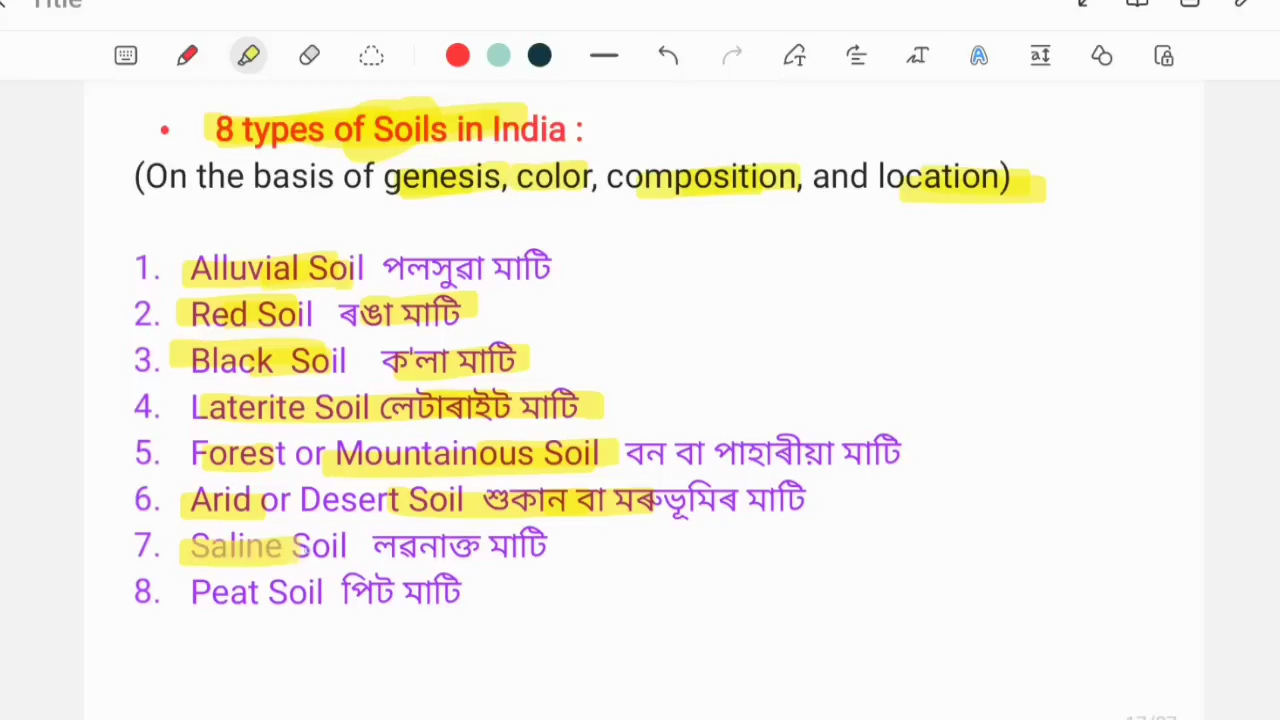 Title
• 8 types of Soils in India :
(On the basis of genesis, color, composition, and location)
1. Alluvial Soil পলসুৱা মাটি
2. Red Soil ৰঙা মাটি
3. Black Soil ক'লা মাটি
4. Laterite Soil লেটাৰাইট মাটি
5. Forest or Mountainous Soil বন বা পাহাৰীয়া মাটি
6. Arid or Desert Soil শুকান বা মৰুভূমিৰ মাটি
7. Saline Soil লৱনাক্ত মাটি
8. Peat Soil পিট মাটি